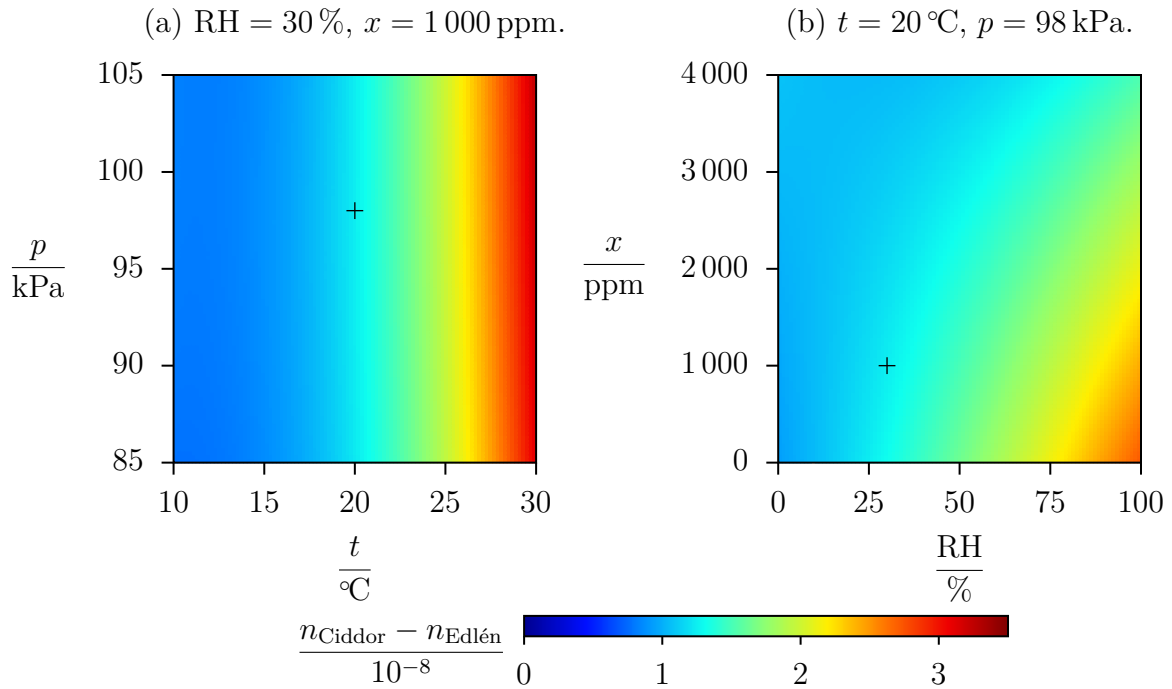 (a) RH = 30 %, x = 1 000 ppm.
105
100
95
90
85
p
kPa
10 15 20 25 30
t
°C
(b) t = 20 °C, p = 98 kPa.
4 000
3 000
2 000
1 000
0
x
ppm
0 25 50 75 100
RH
%
nCiddor − nEdlén
10−8
0 1 2 3